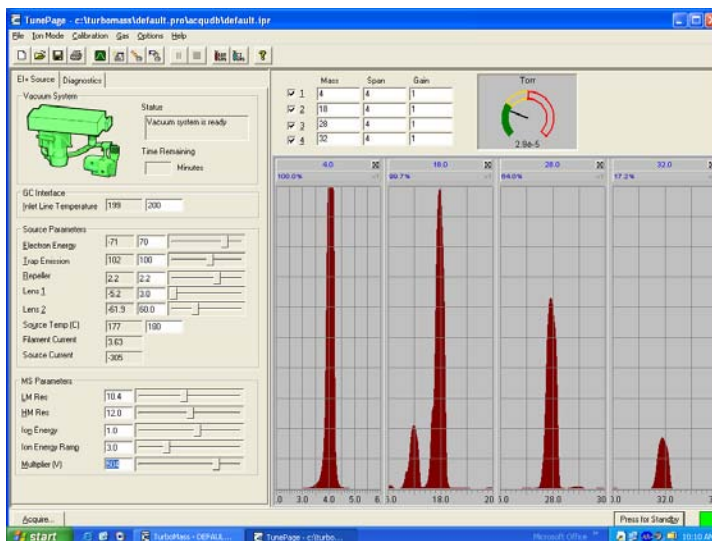 TunePage - c:\turbomass\default.pro\acqudb\default.ipr
File Ion Mode Calibration Gas Options Help
EI+ Source Diagnostics
Vacuum System
Status
Vacuum system is ready
Time Remaining
Minutes
GC Interface
Inlet Line Temperature 199 200
Source Parameters
Electron Energy -71 70
Trap Emission 102 100
Repeller 2.2 2.2
Lens 1 -5.2 3.0
Lens 2 -61.9 60.0
Source Temp (C) 177 180
Filament Current 3.63
Source Current -305
MS Parameters
LM Res 10.4
HM Res 12.0
Ion Energy 1.0
Ion Energy Ramp 3.0
Multiplier (V) 504
Mass Span Gain
1 4 4 1
2 18 4 1
3 28 4 1
4 32 4 1
Torr
2.9e-5
4.0 18.0 28.0 32.0
100.0% 99.7% 64.0% 17.2%
3.0 4.0 5.0 18.0 20 28.0 30 32.0
Acquire...
Press for Standby
start
TurboMass - DEFAUL...
TunePage - c:\turbo...
Microsoft Office
10:10 AM